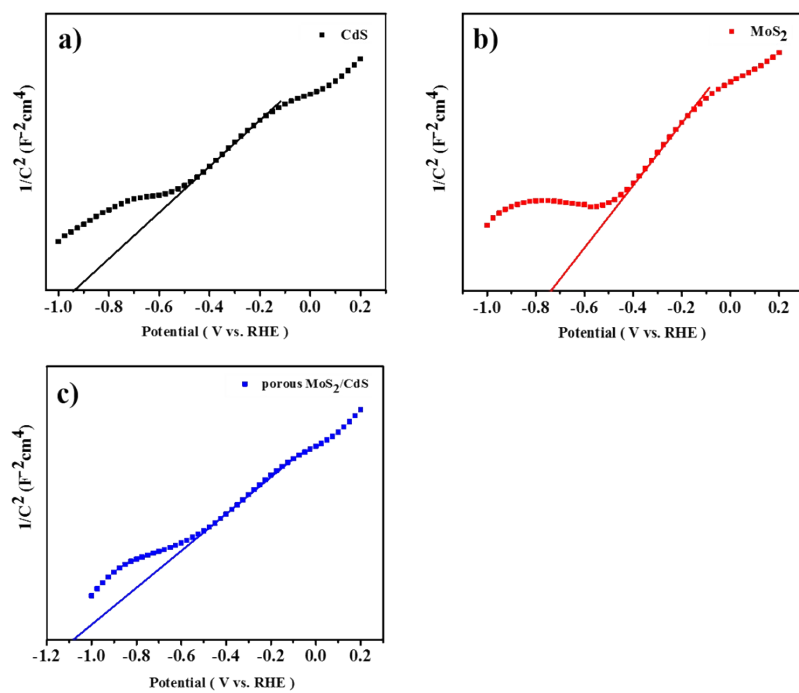 a)
CdS
1/C² (F⁻²cm⁴)
-1.0 -0.8 -0.6 -0.4 -0.2 0.0 0.2
Potential ( V vs. RHE )
b)
MoS₂
1/C² (F⁻²cm⁴)
-1.0 -0.8 -0.6 -0.4 -0.2 0.0 0.2
Potential ( V vs. RHE )
c)
porous MoS₂/CdS
1/C² (F⁻²cm⁴)
-1.2 -1.0 -0.8 -0.6 -0.4 -0.2 0.0 0.2
Potential ( V vs. RHE )